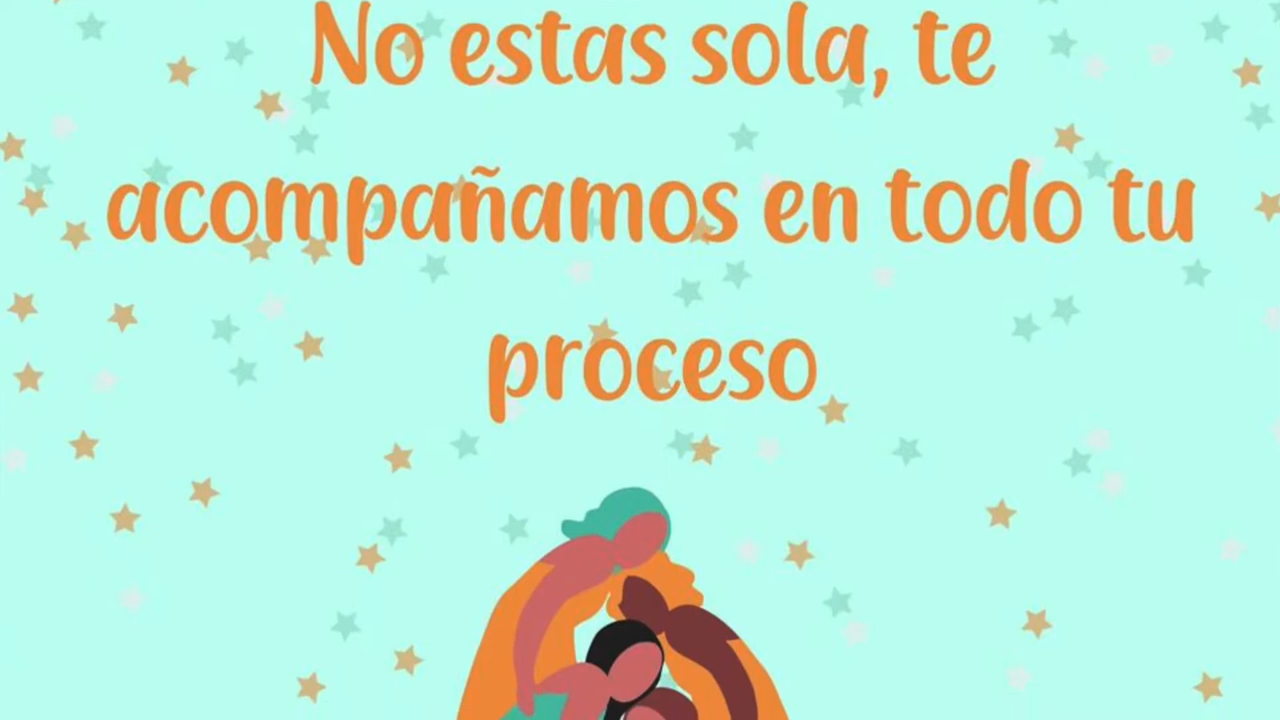 No estas sola, te
acompañamos en todo tu
proceso